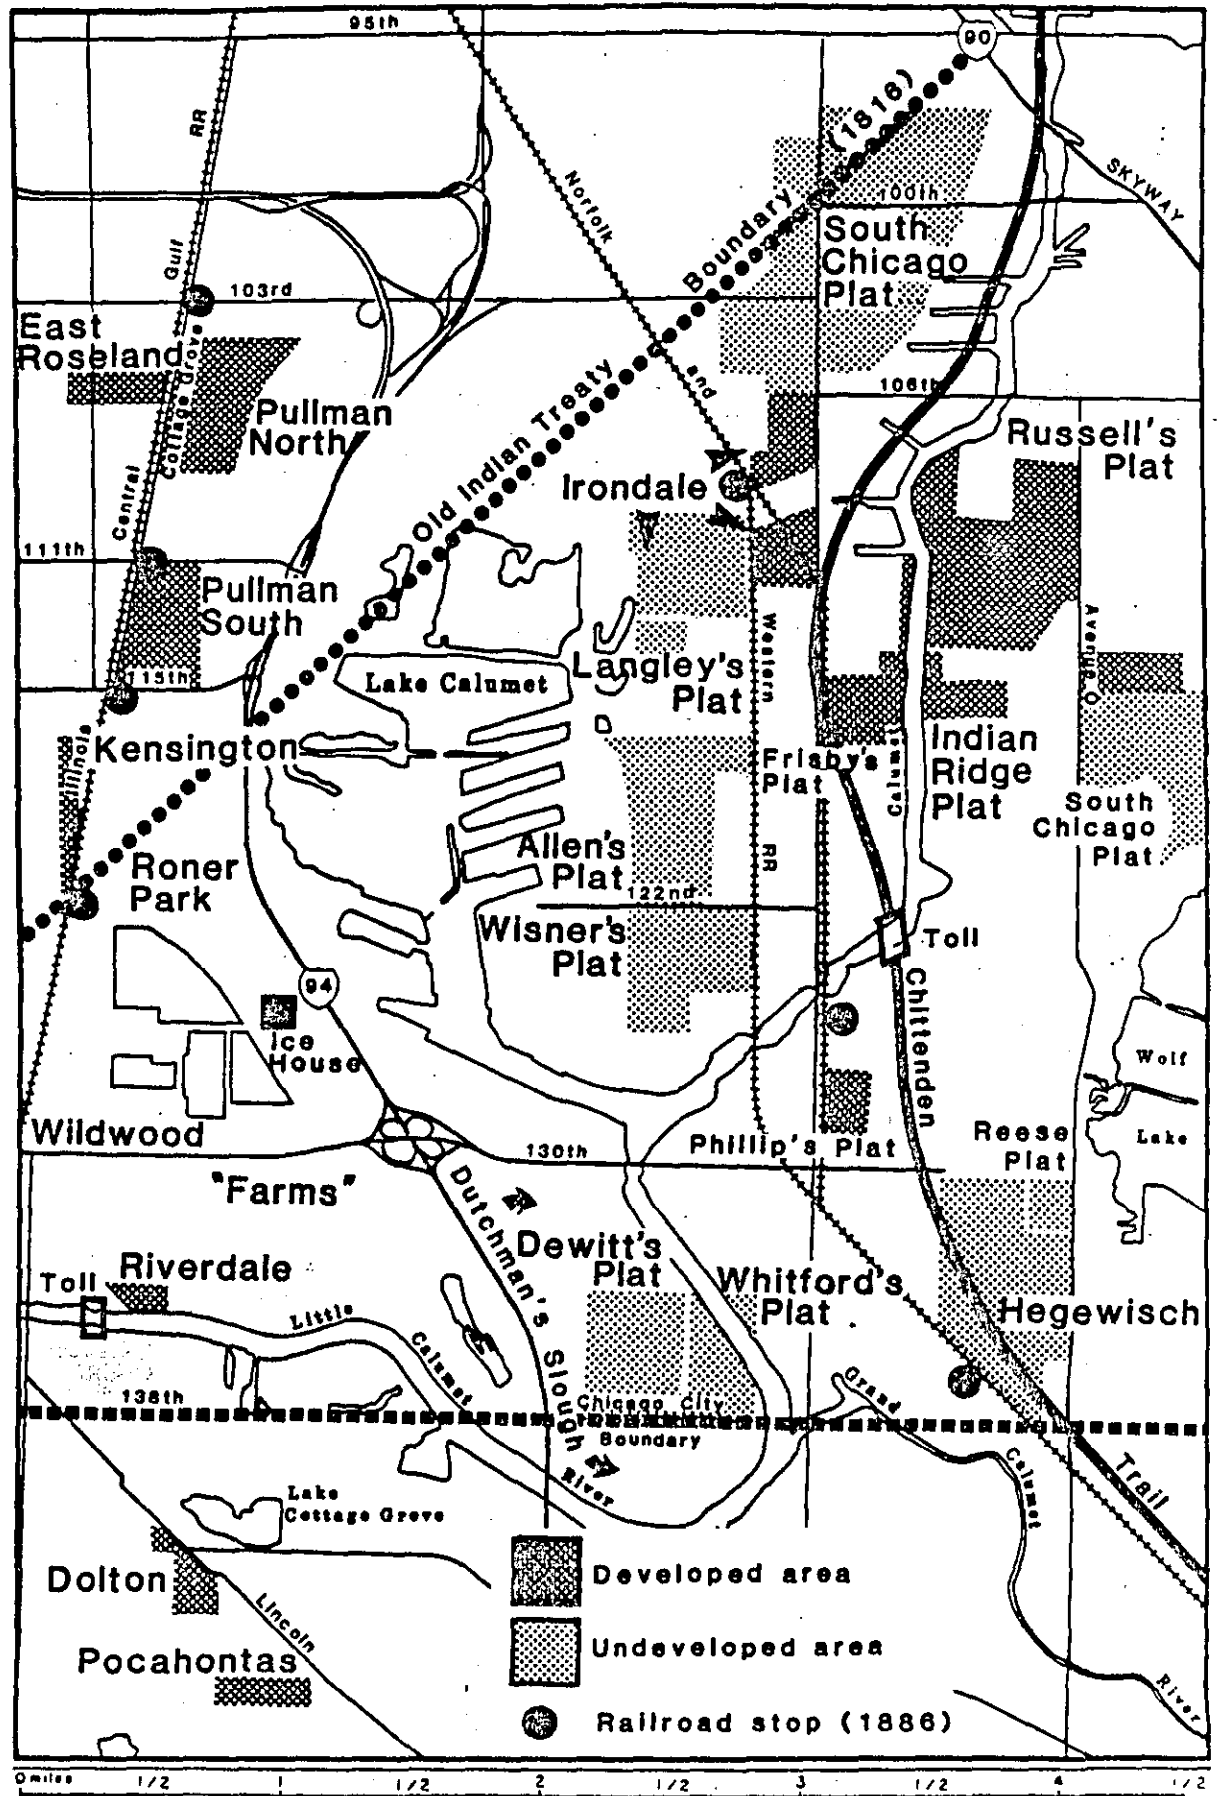 95th
90
RR
(1816)
SKYWAY
Norfolk
Boundary
100th
South
Chicago
Plat
Gulf
103rd
East
Roseland
Cottage Grove
Pullman
North
and
106th
Old Indian Treaty
Russell's
Plat
Irondale
Central
111th
Pullman
South
Western
Avenue O
Langley's
Plat
115th
Lake Calumet
Kensington
Illinois
Frisby's
Plat
Calumet
Indian
Ridge
Plat
South
Chicago
Plat
Allen's
Plat
RR
Roner
Park
122nd
Wisner's
Plat
Toll
94
Ice
House
Chittenden
Wolf
Lake
Wildwood
130th
Phillip's Plat
Reese
Plat
"Farms"
Dutchman's Slough
Dewitt's
Plat
Whitford's
Plat
Toll
Riverdale
Hegewisch
Little
Calumet
River
138th
Grand
Calumet
River
Chicago City
Boundary
Trail
Lake
Cottage Grove
Dolton
Lincoln
Pocahontas
Developed area
Undeveloped area
Railroad stop (1886)
0 miles 1/2 1 1/2 2 1/2 3 1/2 4 1/2